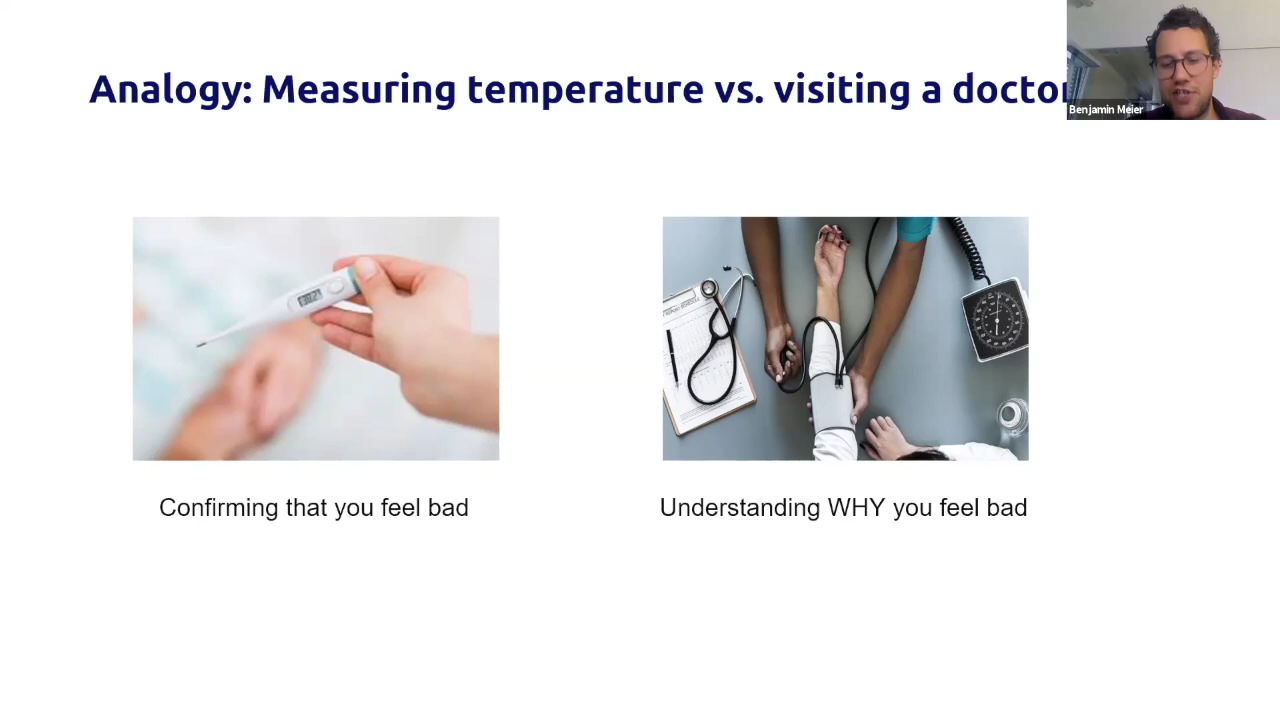 Analogy: Measuring temperature vs. visiting a doctor
Benjamin Meier
Confirming that you feel bad
Understanding WHY you feel bad